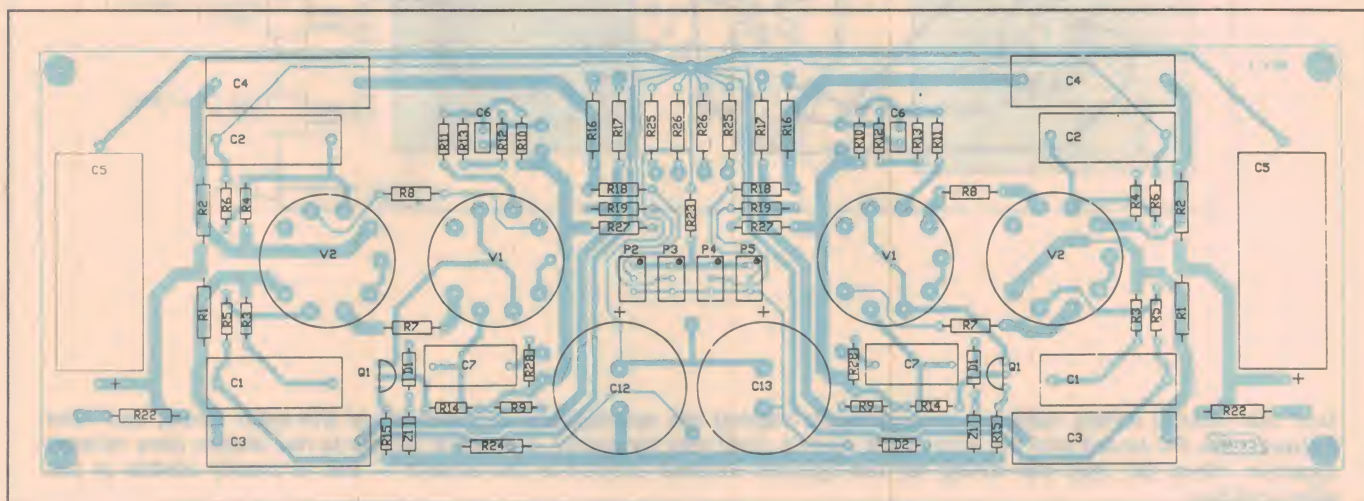 C4
C4
C6
C6
R16
R17
R25
R26
R26
R25
R17
R16
R11
R13
R12
R10
R10
R12
R13
R11
C2
C2
C5
C5
R2
R6
R4
R8
R18
R18
R8
R4
R6
R2
R19
R19
R23
R27
R27
V2
V1
V1
V2
P2
P3
P4
P5
R1
R5
R3
R7
+
+
R7
R3
R5
R1
C1
Q1
D1
C7
R28
C12
C13
R28
C7
D1
Q1
C1
+
+
R22
R14
R9
R9
R14
R22
C3
R15
Z1
R24
D2
Z1
R15
C3